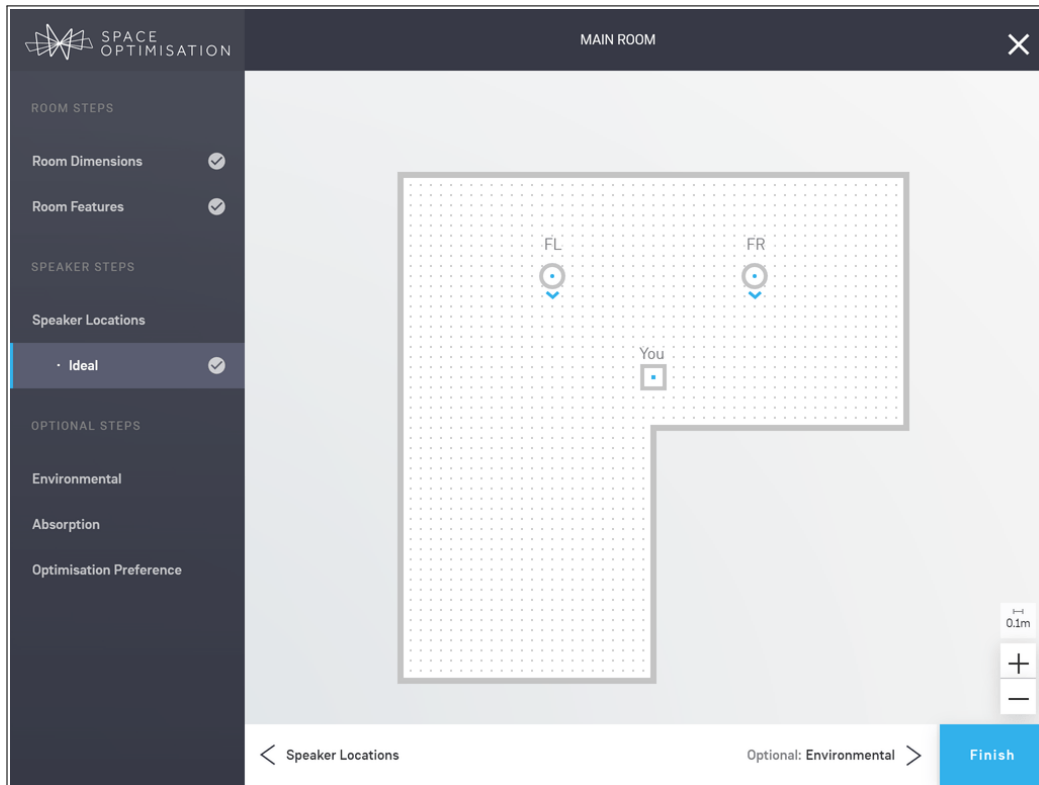 SPACE
OPTIMISATION
MAIN ROOM
ROOM STEPS
Room Dimensions
Room Features
SPEAKER STEPS
Speaker Locations
· Ideal
OPTIONAL STEPS
Environmental
Absorption
Optimisation Preference
FL
FR
You
0.1m
Speaker Locations
Optional: Environmental
Finish